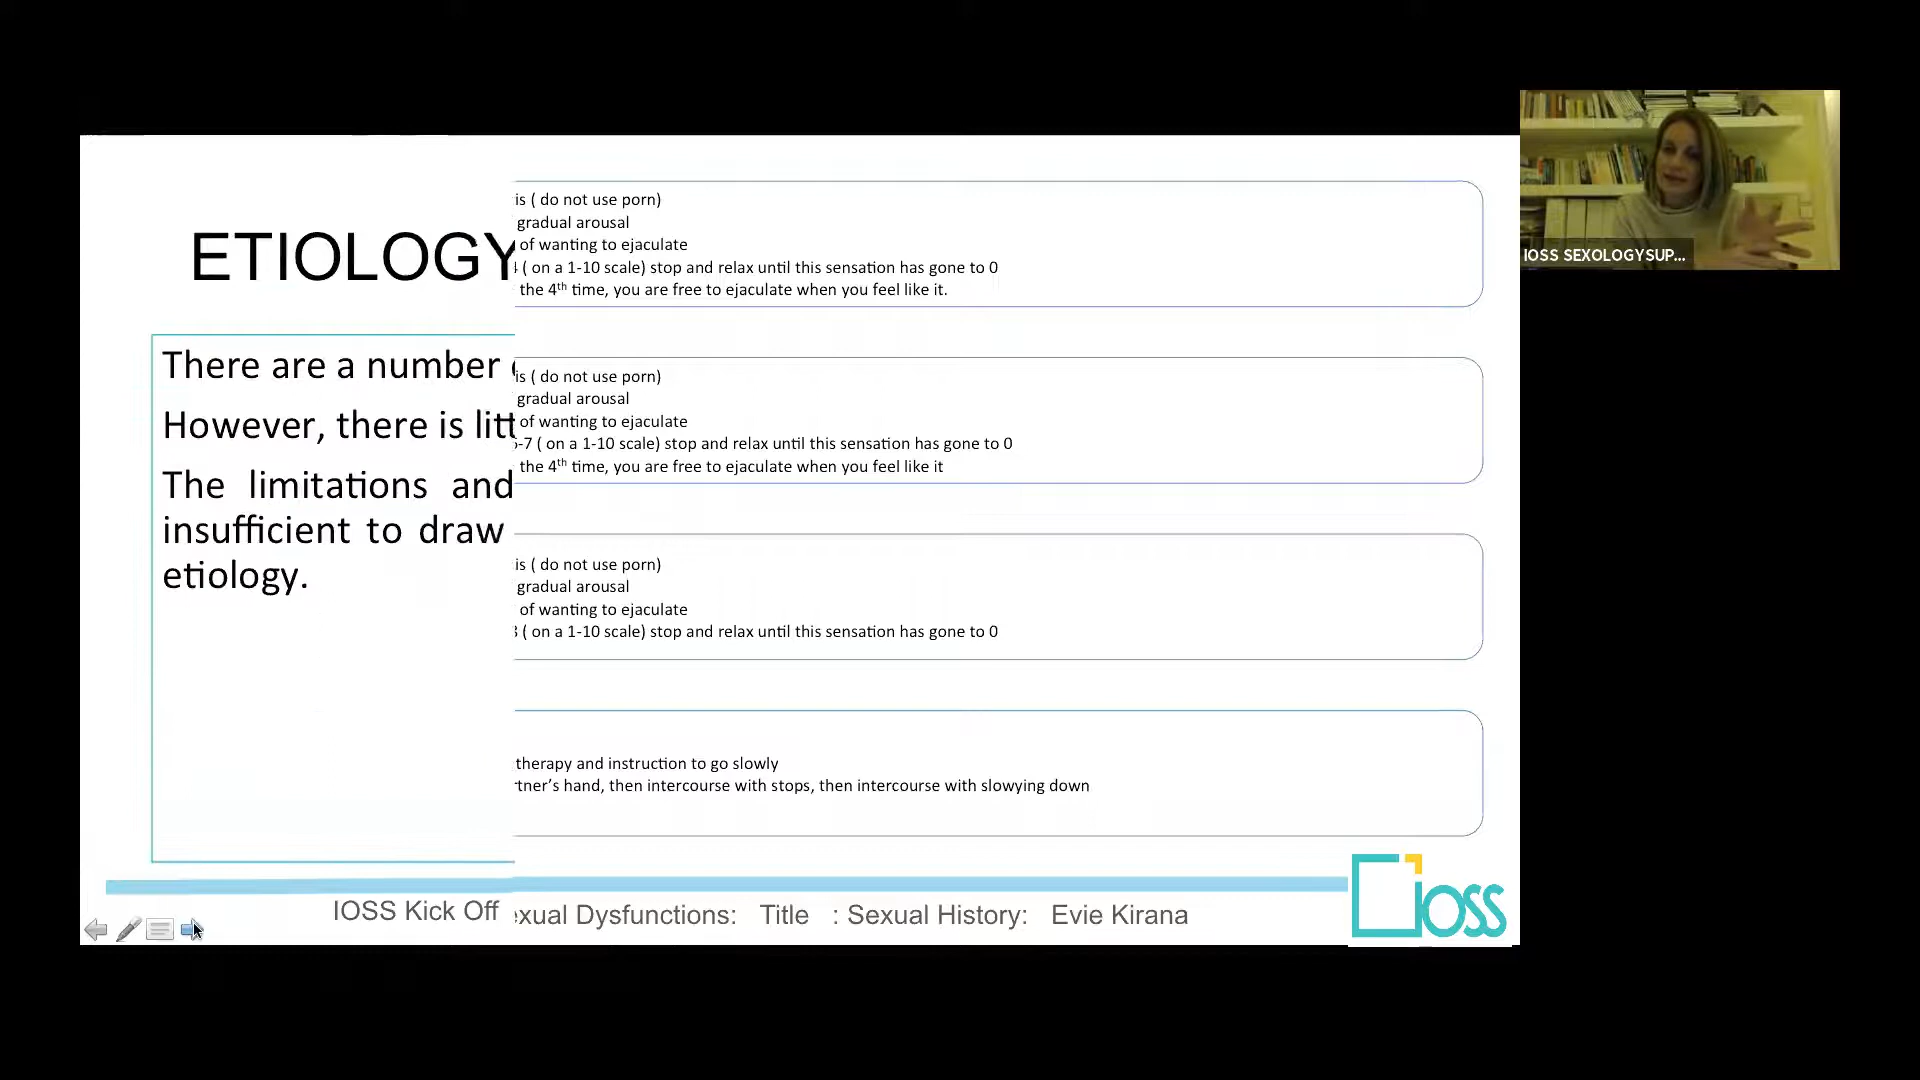 ETIOLOGY
There are a number
However, there is litt
The limitations and
insufficient to draw
etiology.
is ( do not use porn)
gradual arousal
of wanting to ejaculate
( on a 1-10 scale) stop and relax until this sensation has gone to 0
the 4th time, you are free to ejaculate when you feel like it.
is ( do not use porn)
gradual arousal
of wanting to ejaculate
-7 ( on a 1-10 scale) stop and relax until this sensation has gone to 0
the 4th time, you are free to ejaculate when you feel like it
is ( do not use porn)
gradual arousal
of wanting to ejaculate
( on a 1-10 scale) stop and relax until this sensation has gone to 0
therapy and instruction to go slowly
tner's hand, then intercourse with stops, then intercourse with slowying down
IOSS Kick Off exual Dysfunctions: Title : Sexual History: Evie Kirana
ioss
IOSS SEXOLOGYSUP...